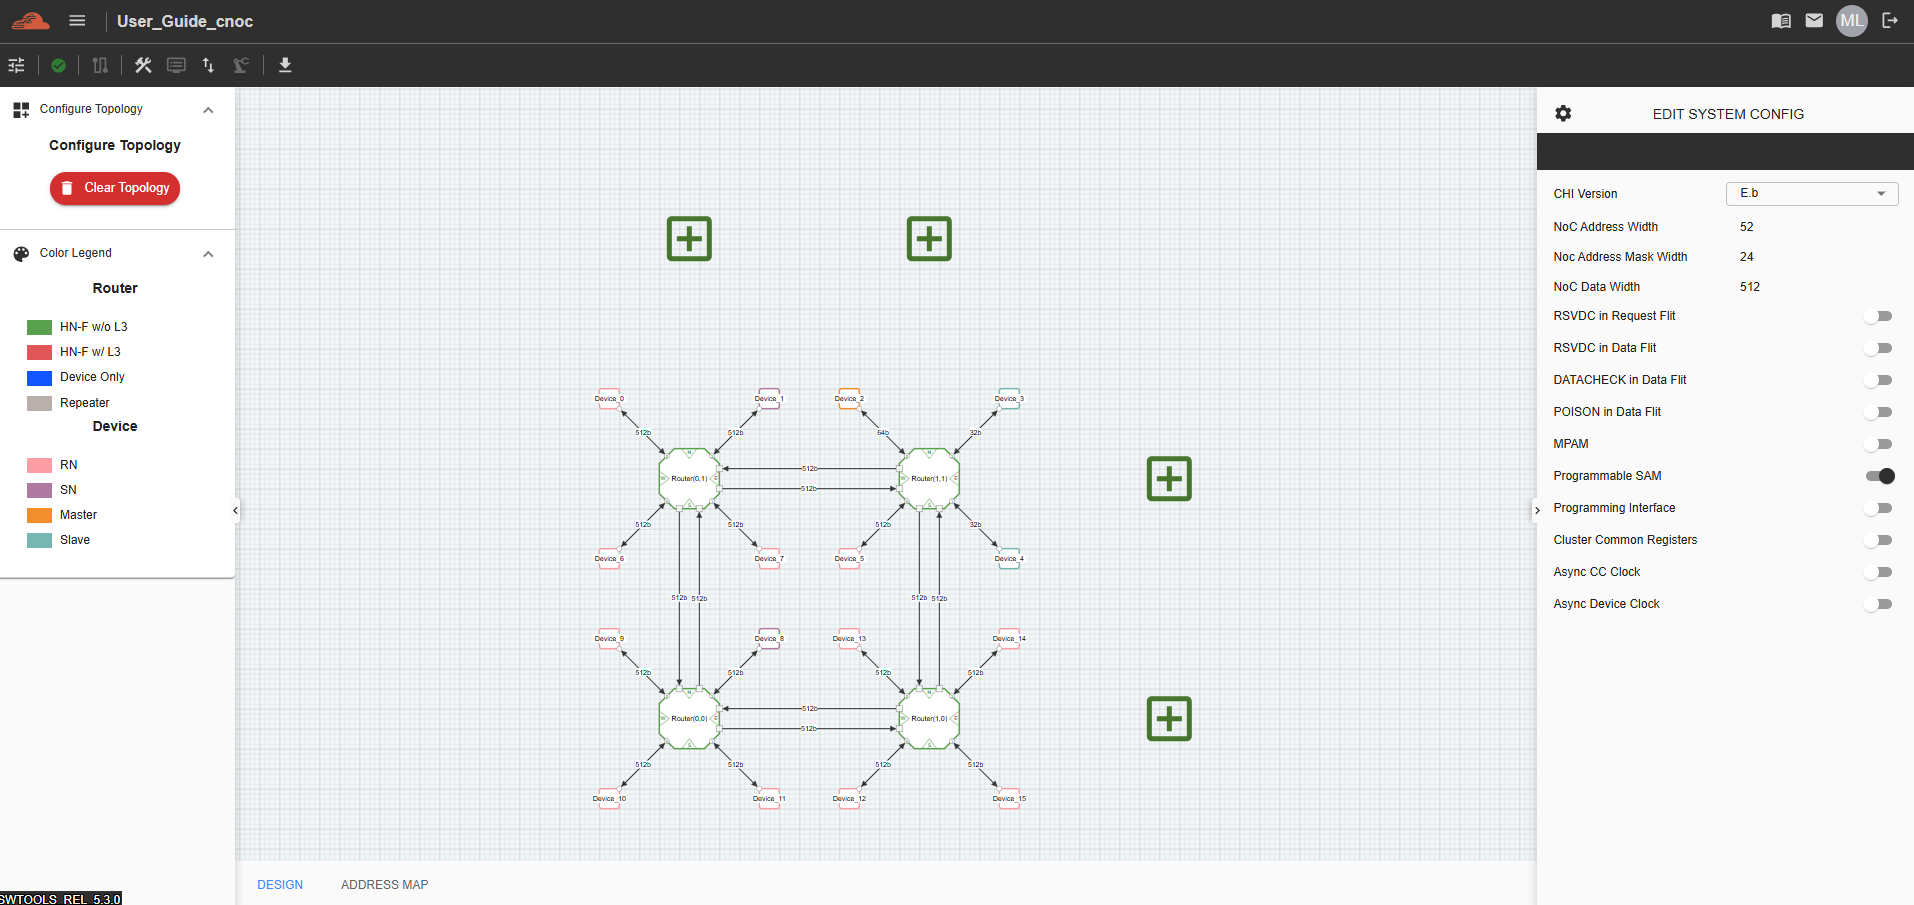 User_Guide_cnoc
ML
Configure Topology
Configure Topology
Clear Topology
Color Legend
Router
HN-F w/o L3
HN-F w/ L3
Device Only
Repeater
Device
RN
SN
Master
Slave
SWTOOLS_REL_5.3.0
Device_0
Device_1
Device_2
Device_3
512b
512b
64b
32b
N
N
W
Router(0,1)
E
512b
W
Router(1,1)
E
512b
S
S
512b
512b
512b
32b
Device_6
Device_7
Device_5
Device_4
512b
512b
512b
512b
Device_9
Device_8
Device_13
Device_14
512b
512b
512b
512b
N
N
W
Router(0,0)
E
512b
W
Router(1,0)
E
512b
S
S
512b
512b
512b
512b
Device_10
Device_11
Device_12
Device_15
DESIGN
ADDRESS MAP
EDIT SYSTEM CONFIG
CHI Version
E.b
NoC Address Width
52
Noc Address Mask Width
24
NoC Data Width
512
RSVDC in Request Flit
RSVDC in Data Flit
DATACHECK in Data Flit
POISON in Data Flit
MPAM
Programmable SAM
Programming Interface
Cluster Common Registers
Async CC Clock
Async Device Clock